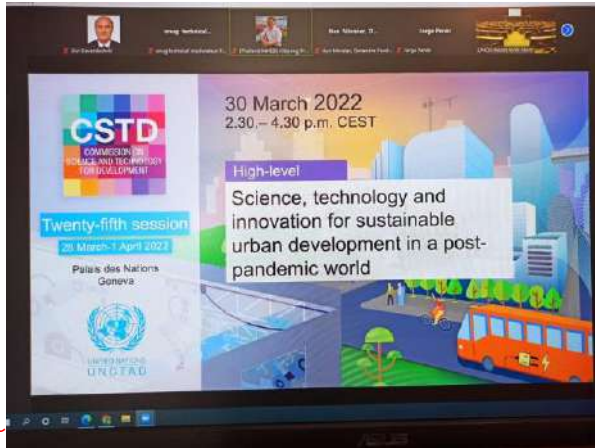 30 March 2022
2.30.– 4.30 p.m. CEST
CSTD
COMMISSION ON
SCIENCE AND TECHNOLOGY
FOR DEVELOPMENT
High-level
Science, technology and
innovation for sustainable
urban development in a post-
pandemic world
Twenty-fifth session
28 March-1 April 2022
Palais des Nations
Geneva
UNITED NATIONS
UNCTAD
ASUS